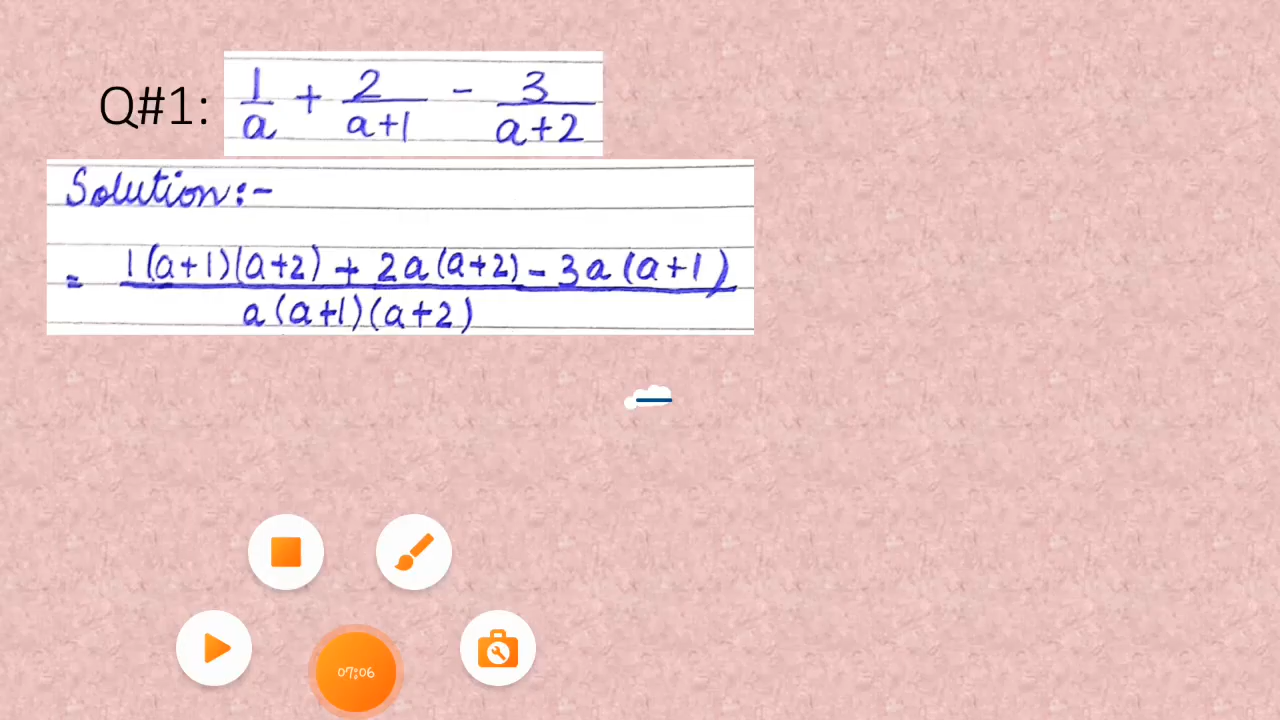 Q#1: 1/a + 2/(a+1) - 3/(a+2)
Solution:-
= (1(a+1)(a+2) + 2a(a+2) - 3a(a+1))/(a(a+1)(a+2))
07:06